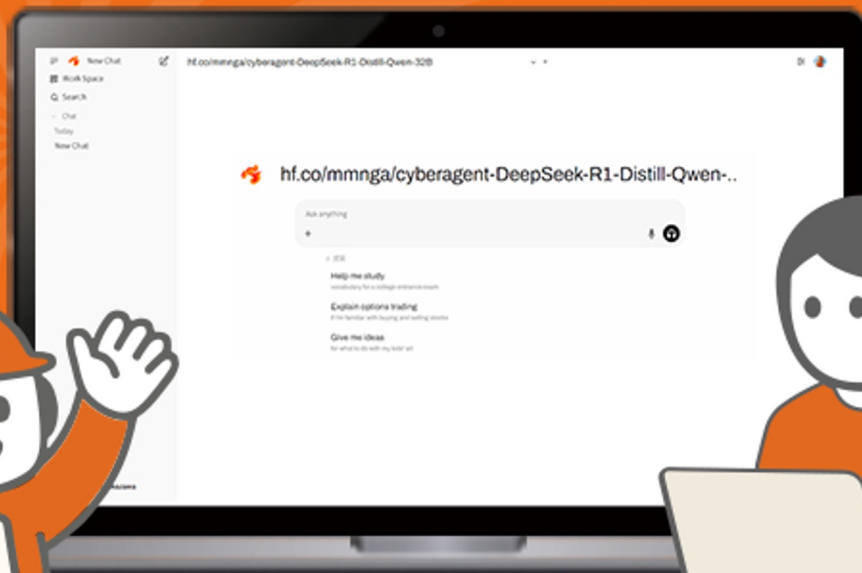 New Chat
Work Space
Search
Chat
Today
New Chat
hf.co/mmnga/cyberagent-DeepSeek-R1-Distill-Qwen-32B
hf.co/mmnga/cyberagent-DeepSeek-R1-Distill-Qwen-..
Ask anything
Help me study
vocabulary for a college entrance exam
Explain options trading
if I'm familiar with buying and selling stocks
Give me ideas
for what to do with my kids' art